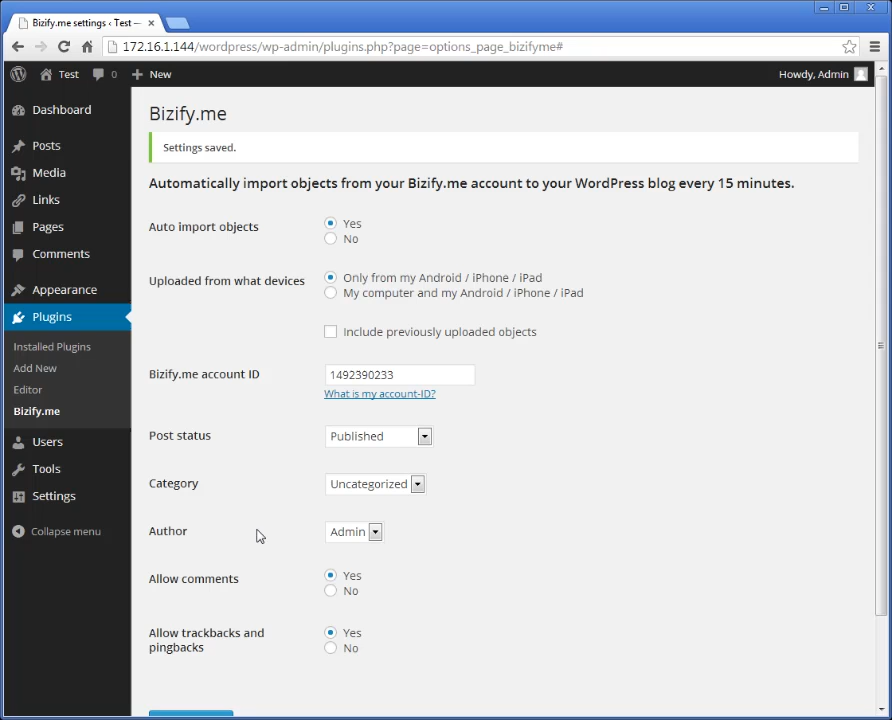 Bizify.me settings ‹ Test —
172.16.1.144/wordpress/wp-admin/plugins.php?page=options_page_bizifyme#
Test 0 New Howdy, Admin
Dashboard
Posts
Media
Links
Pages
Comments
Appearance
Plugins
Installed Plugins
Add New
Editor
Bizify.me
Users
Tools
Settings
Collapse menu
Bizify.me
Settings saved.
Automatically import objects from your Bizify.me account to your WordPress blog every 15 minutes.
Auto import objects
Yes
No
Uploaded from what devices
Only from my Android / iPhone / iPad
My computer and my Android / iPhone / iPad
Include previously uploaded objects
Bizify.me account ID
1492390233
What is my account-ID?
Post status
Published
Category
Uncategorized
Author
Admin
Allow comments
Yes
No
Allow trackbacks and
pingbacks
Yes
No